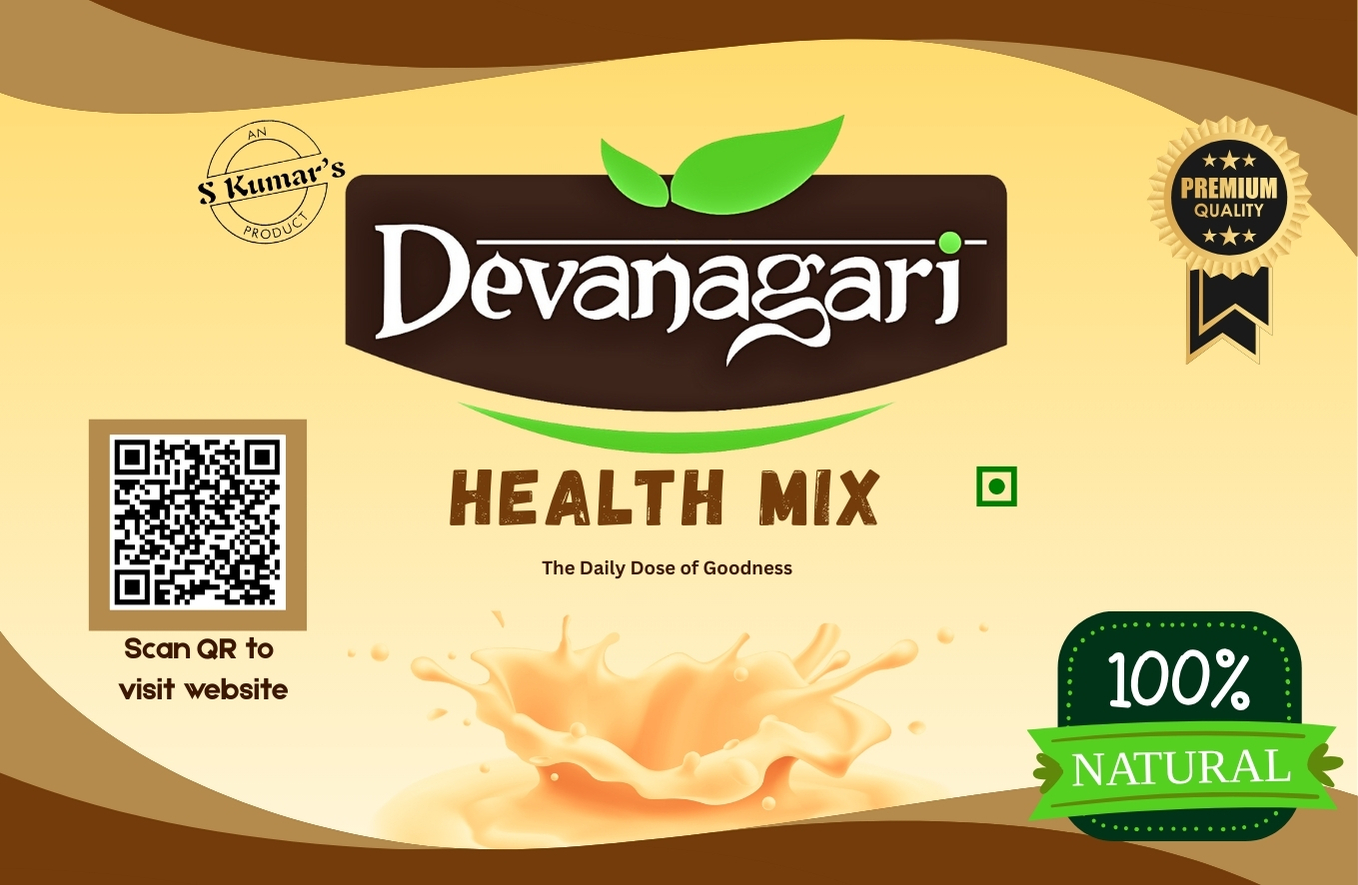 AN
S Kumar's
PRODUCT
Devanagari
PREMIUM
QUALITY
HEALTH MIX
The Daily Dose of Goodness
Scan QR to
visit website
100%
NATURAL